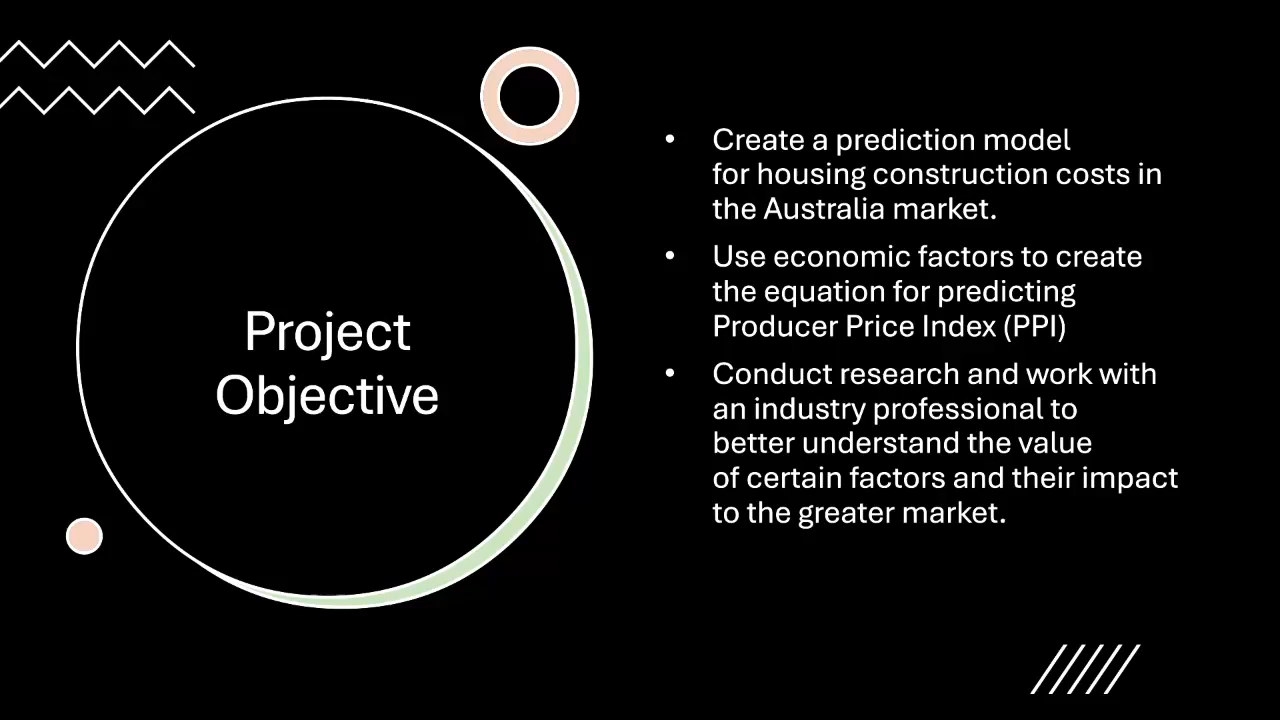 Project
Objective
• Create a prediction model
for housing construction costs in
the Australia market.
• Use economic factors to create
the equation for predicting
Producer Price Index (PPI)
• Conduct research and work with
an industry professional to
better understand the value
of certain factors and their impact
to the greater market.